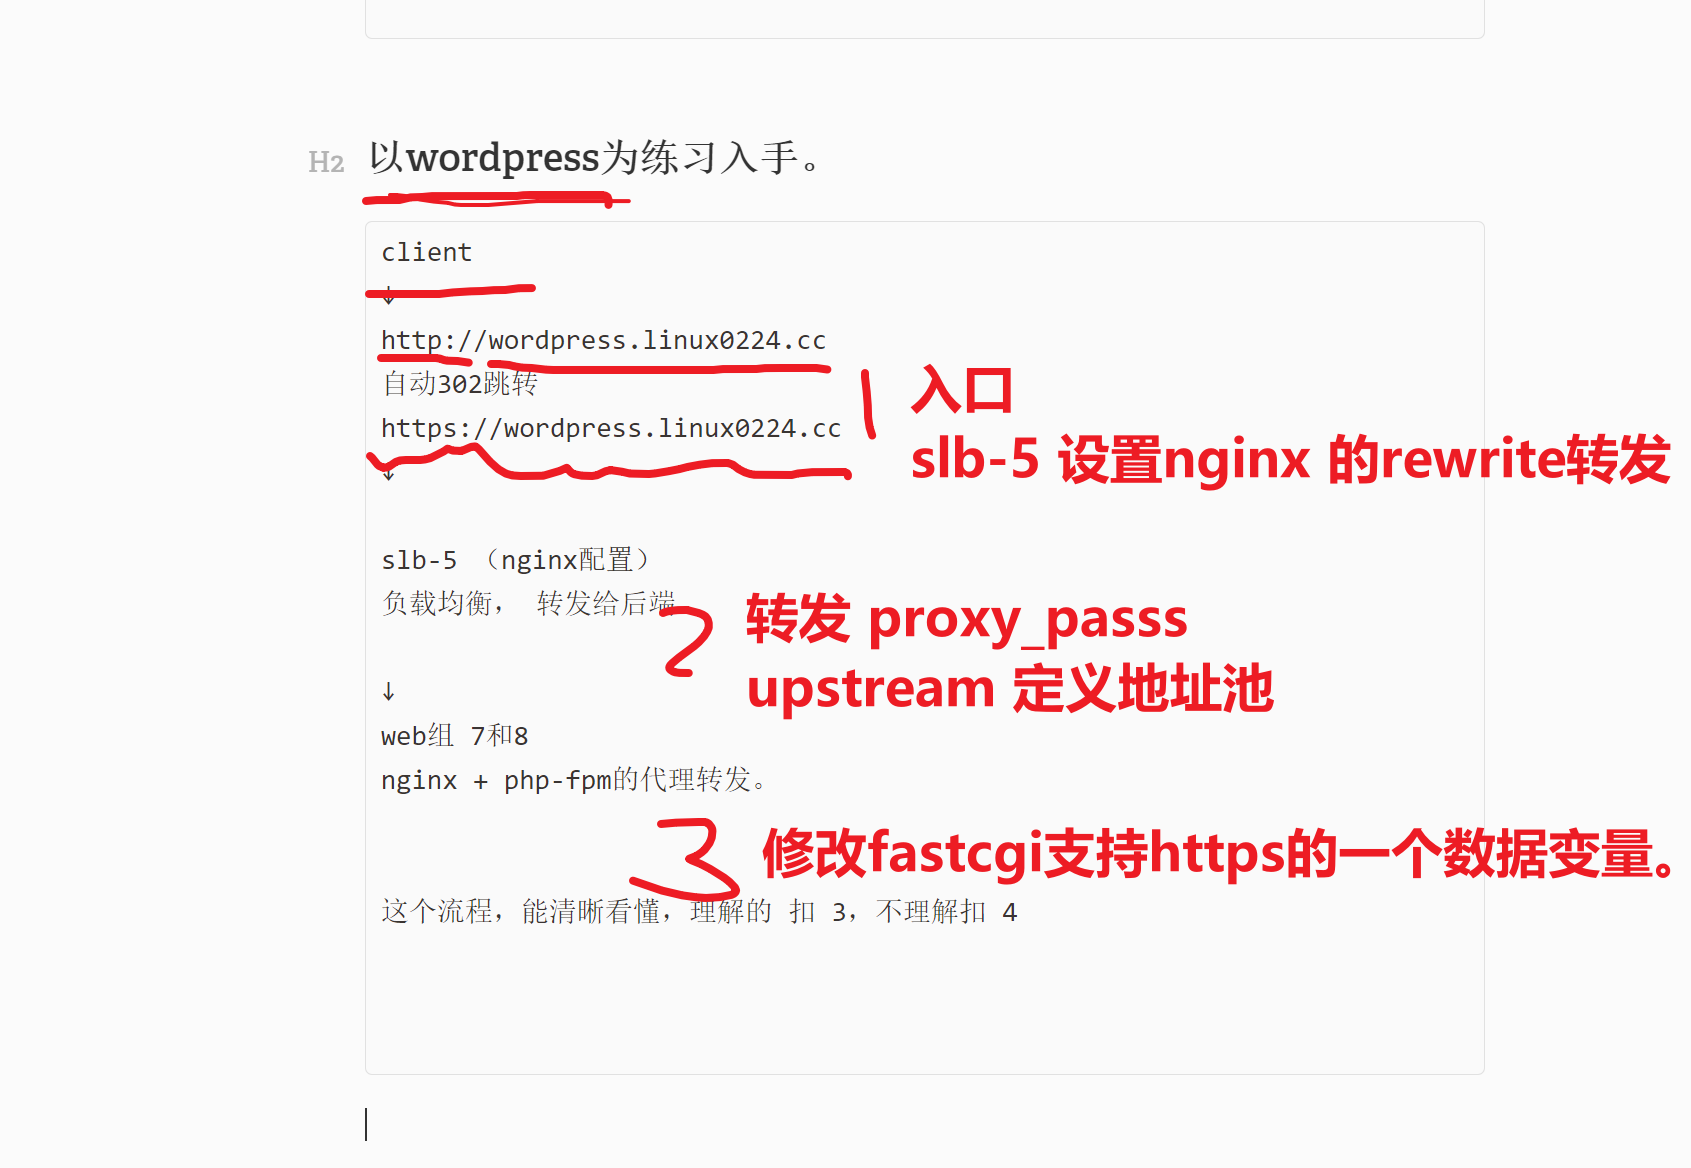 H2 以wordpress为练习入手。
client
↓
http://wordpress.linux0224.cc
自动302跳转
https://wordpress.linux0224.cc
↓
1 入口
slb-5 设置nginx 的rewrite转发
slb-5 （nginx配置）
负载均衡， 转发给后端
2 转发 proxy_passs
upstream 定义地址池
↓
web组 7和8
nginx + php-fpm的代理转发。
3 修改fastcgi支持https的一个数据变量。
这个流程，能清晰看懂，理解的 扣 3，不理解扣 4